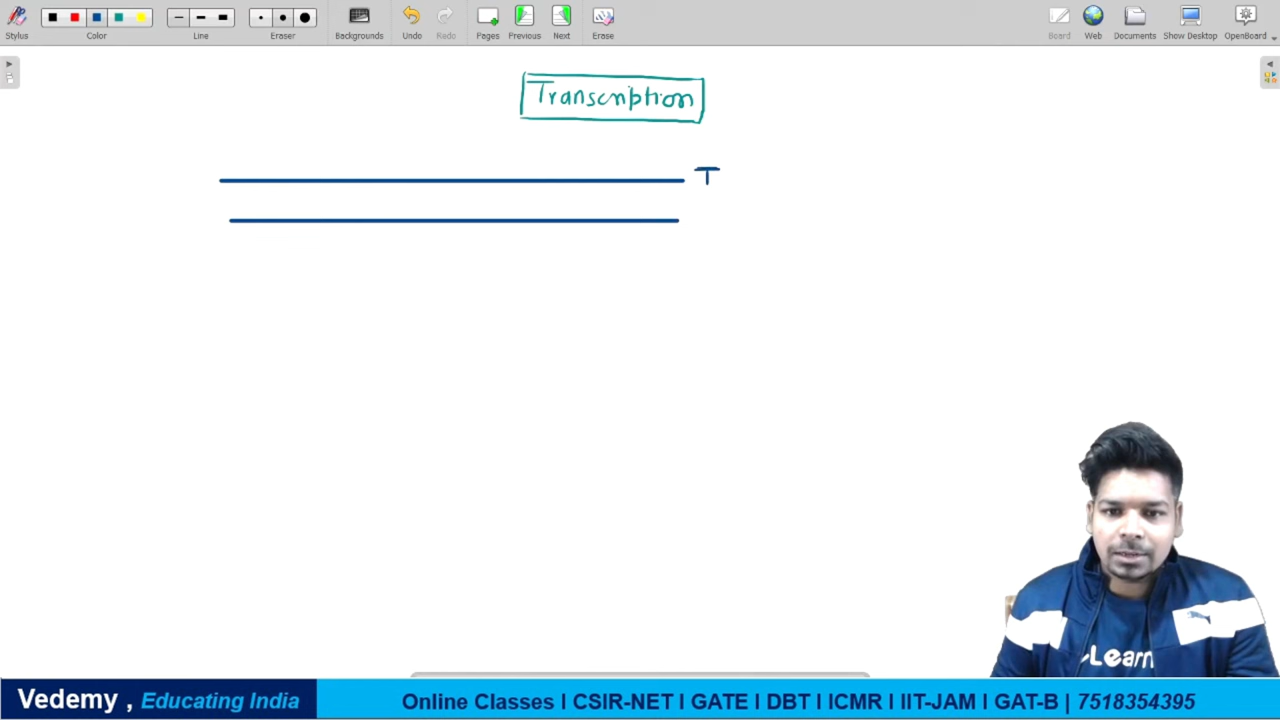 Stylus
Color
Line
Eraser
Backgrounds
Undo
Redo
Pages
Previous
Next
Erase
Board
Web
Documents
Show Desktop
OpenBoard
Transcription
T
Learn
Vedemy , Educating India
Online Classes I CSIR-NET I GATE I DBT I ICMR I IIT-JAM I GAT-B | 7518354395